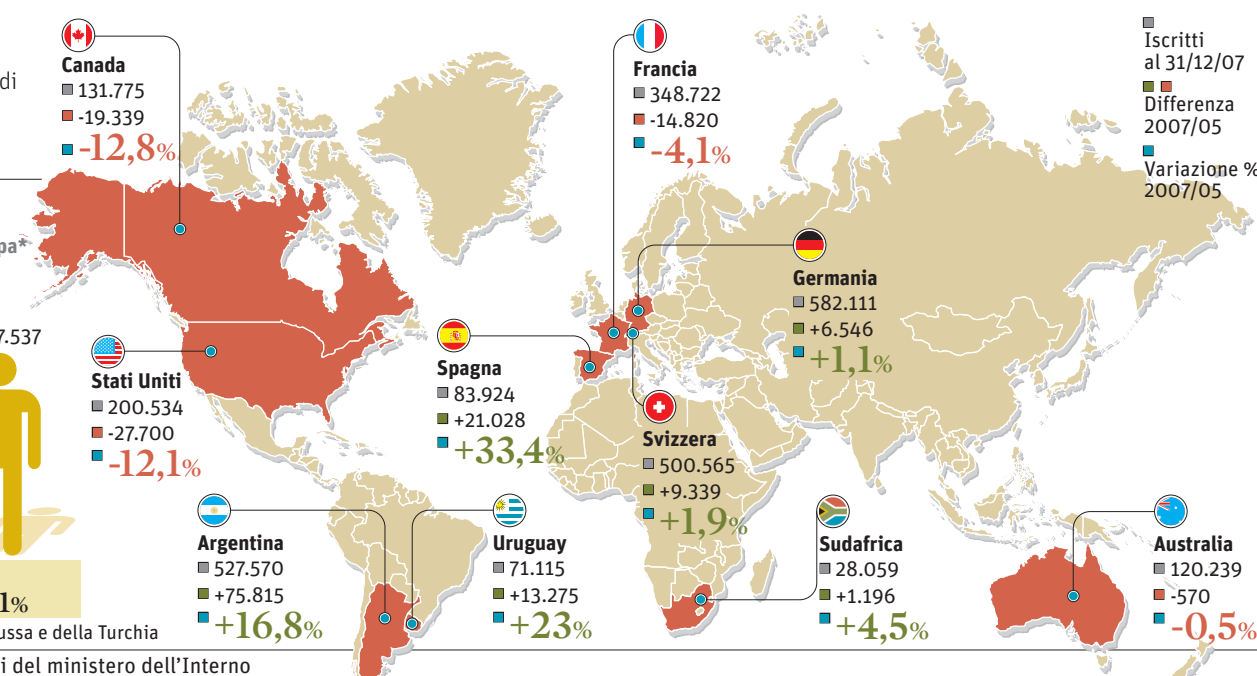 di
pa*
7.537
1%
ussa e della Turchia
i del ministero dell'Interno
Canada
131.775
-19.339
-12,8%
Francia
348.722
-14.820
-4,1%
Iscritti
al 31/12/07
Differenza
2007/05
Variazione %
2007/05
Germania
582.111
+6.546
+1,1%
Stati Uniti
200.534
-27.700
-12,1%
Spagna
83.924
+21.028
+33,4%
Svizzera
500.565
+9.339
+1,9%
Argentina
527.570
+75.815
+16,8%
Uruguay
71.115
+13.275
+23%
Sudafrica
28.059
+1.196
+4,5%
Australia
120.239
-570
-0,5%